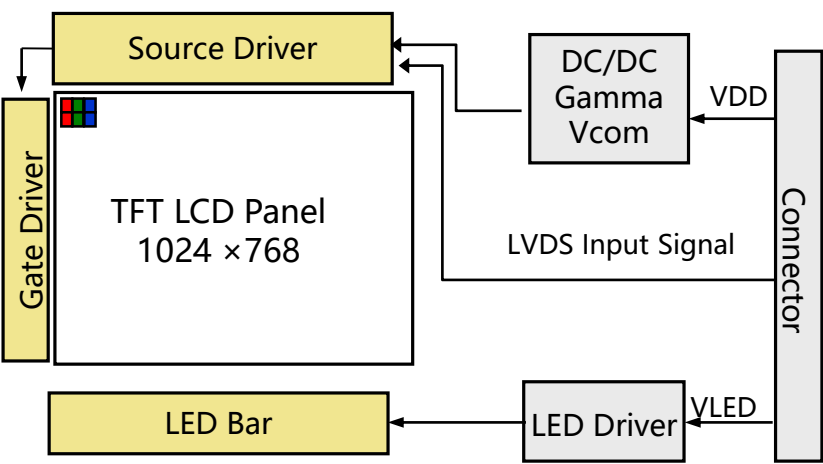 Source Driver
DC/DC
Gamma
Vcom
VDD
Gate Driver
TFT LCD Panel
1024 ×768
LVDS Input Signal
Connector
LED Bar
LED Driver
VLED